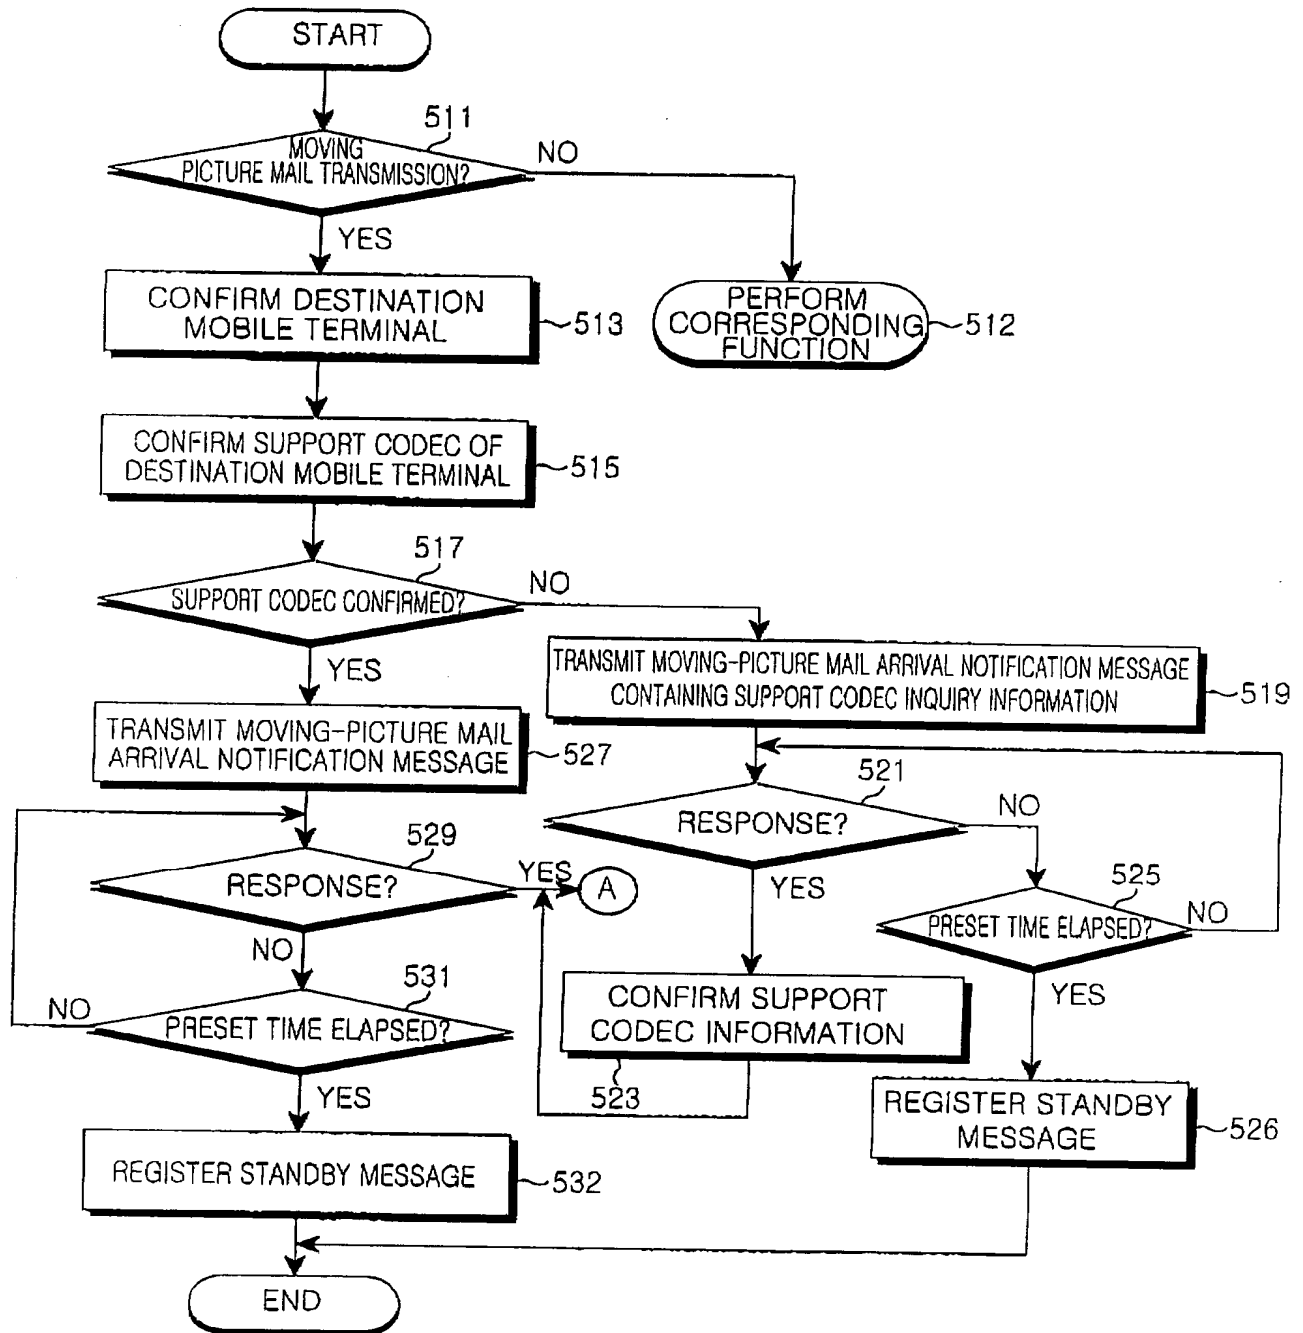 START
511
MOVING
PICTURE MAIL TRANSMISSION?
NO
YES
CONFIRM DESTINATION
MOBILE TERMINAL
513
PERFORM
CORRESPONDING
FUNCTION
512
CONFIRM SUPPORT CODEC OF
DESTINATION MOBILE TERMINAL
515
517
SUPPORT CODEC CONFIRMED?
NO
YES
TRANSMIT MOVING-PICTURE MAIL ARRIVAL NOTIFICATION MESSAGE
CONTAINING SUPPORT CODEC INQUIRY INFORMATION
519
TRANSMIT MOVING-PICTURE MAIL
ARRIVAL NOTIFICATION MESSAGE
527
521
RESPONSE?
NO
YES
529
RESPONSE?
YES
A
NO
525
PRESET TIME ELAPSED?
NO
YES
531
PRESET TIME ELAPSED?
NO
YES
CONFIRM SUPPORT
CODEC INFORMATION
523
REGISTER STANDBY
MESSAGE
526
REGISTER STANDBY MESSAGE
532
END